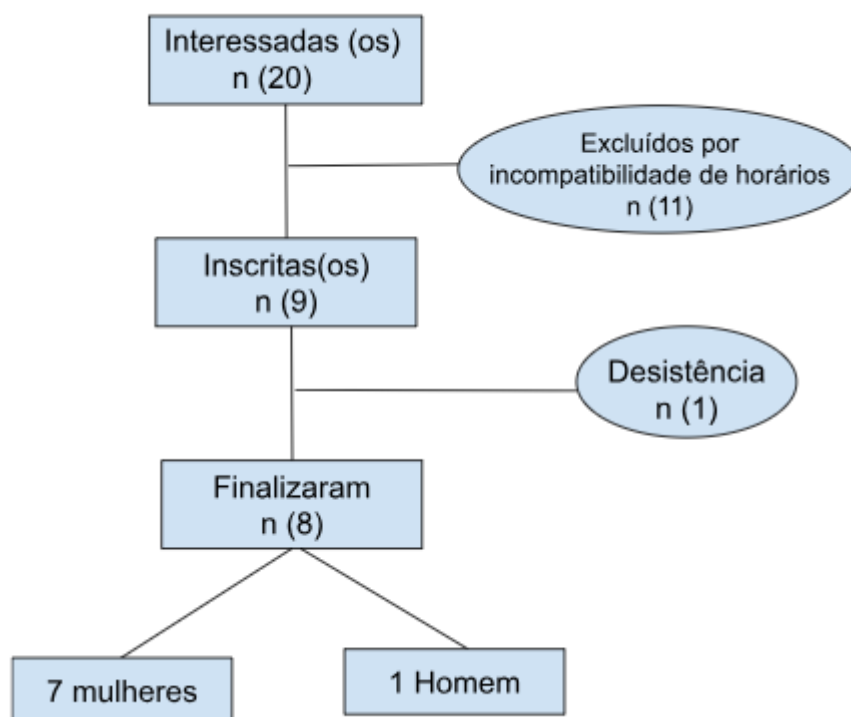 Interessadas (os)
n (20)
Excluídos por
incompatibilidade de horários
n (11)
Inscritas(os)
n (9)
Desistência
n (1)
Finalizaram
n (8)
7 mulheres
1 Homem